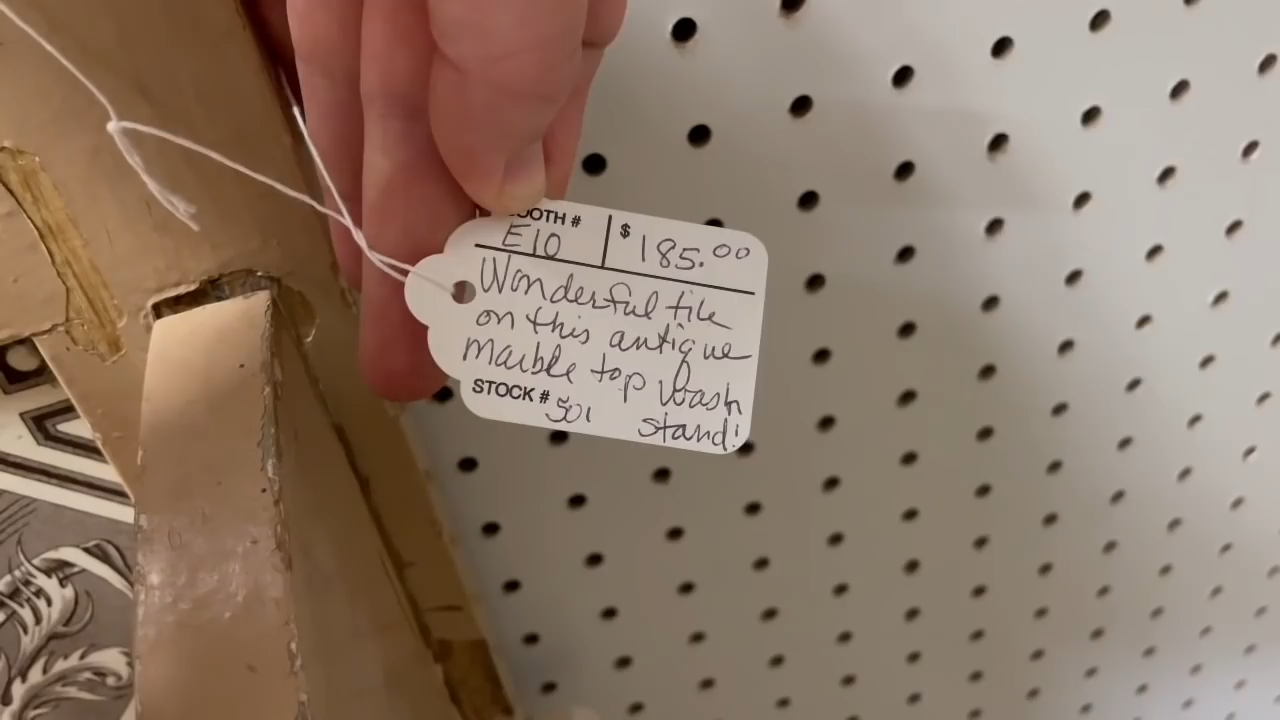 BOOTH # $
E10 185.00
Wonderful tile
on this antique
marble top wash
STOCK # 501 stand!